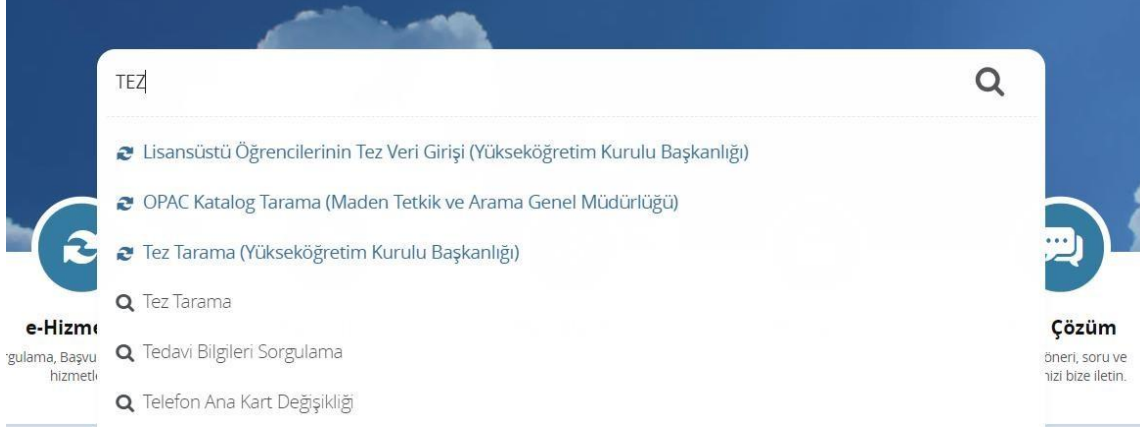 TEZ
Lisansüstü Öğrencilerinin Tez Veri Girişi (Yükseköğretim Kurulu Başkanlığı)
OPAC Katalog Tarama (Maden Tetkik ve Arama Genel Müdürlüğü)
Tez Tarama (Yükseköğretim Kurulu Başkanlığı)
Tez Tarama
Tedavi Bilgileri Sorgulama
Telefon Ana Kart Değişikliği
e-Hizme
rgulama, Başvu
hizmetle
Çözüm
öneri, soru ve
nizi bize iletin.